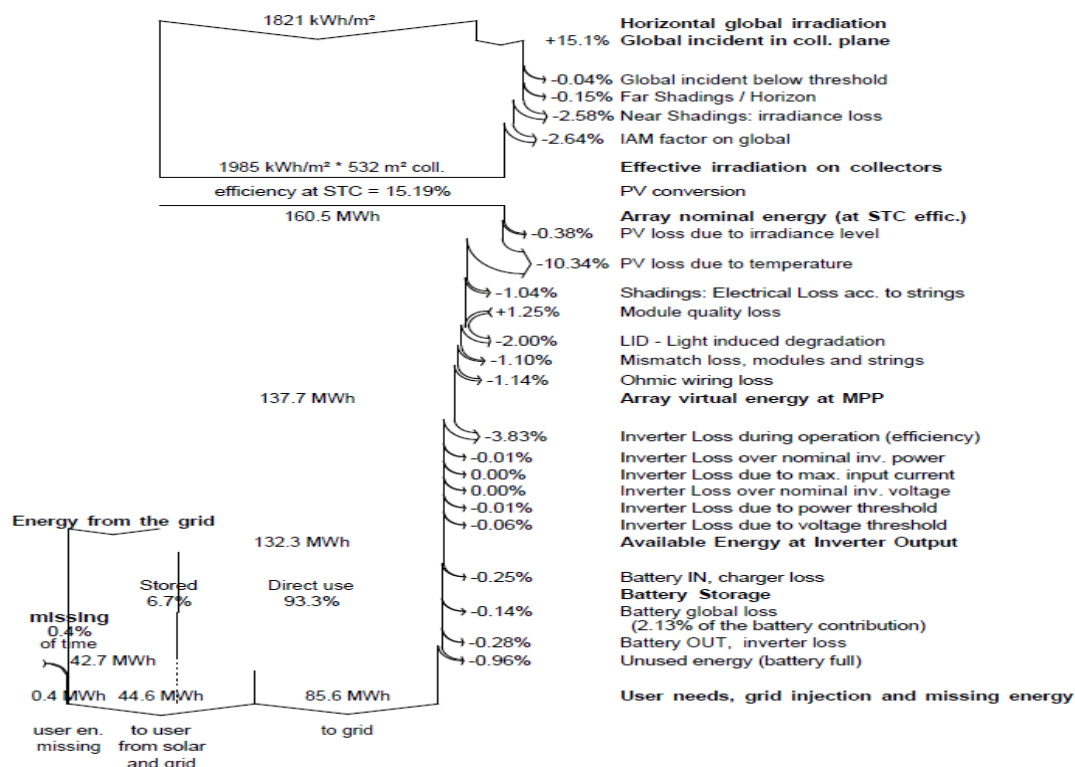 1821 kWh/m²
Horizontal global irradiation
+15.1% Global incident in coll. plane
-0.04% Global incident below threshold
-0.15% Far Shadings / Horizon
-2.58% Near Shadings: irradiance loss
-2.64% IAM factor on global
1985 kWh/m² * 532 m² coll.
Effective irradiation on collectors
efficiency at STC = 15.19%
PV conversion
160.5 MWh
Array nominal energy (at STC effic.)
-0.38% PV loss due to irradiance level
-10.34% PV loss due to temperature
-1.04% Shadings: Electrical Loss acc. to strings
+1.25% Module quality loss
-2.00% LID - Light induced degradation
-1.10% Mismatch loss, modules and strings
-1.14% Ohmic wiring loss
137.7 MWh
Array virtual energy at MPP
-3.83% Inverter Loss during operation (efficiency)
-0.01% Inverter Loss over nominal inv. power
0.00% Inverter Loss due to max. input current
0.00% Inverter Loss over nominal inv. voltage
-0.01% Inverter Loss due to power threshold
-0.06% Inverter Loss due to voltage threshold
Energy from the grid
132.3 MWh
Available Energy at Inverter Output
Stored
6.7%
Direct use
93.3%
-0.25% Battery IN, charger loss
Battery Storage
-0.14% Battery global loss
(2.13% of the battery contribution)
-0.28% Battery OUT, inverter loss
-0.96% Unused energy (battery full)
missing
0.4%
of time
42.7 MWh
0.4 MWh 44.6 MWh 85.6 MWh
User needs, grid injection and missing energy
user en.
missing
to user
from solar
and grid
to grid